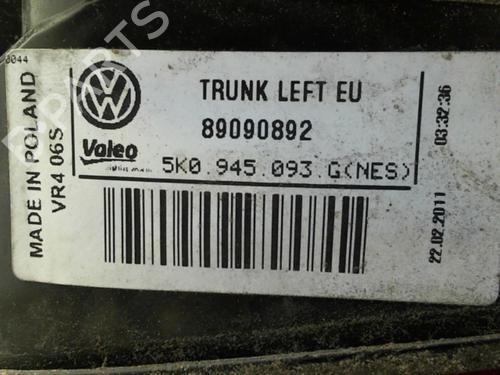 0044
MADE IN POLAND
VR4 06S
Valeo
TRUNK LEFT EU
89090892
5K0.945.093.G(NES)
22.02.2011 03:32:36